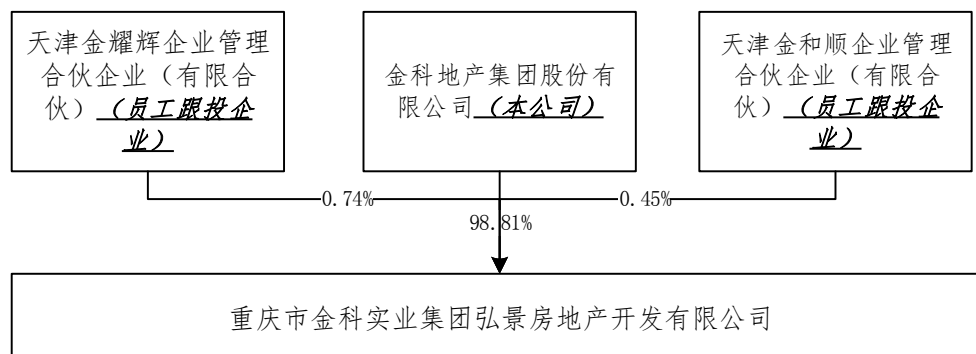 天津金耀辉企业管理
合伙企业（有限合
伙）（员工跟投企
业）
金科地产集团股份有
限公司（本公司）
天津金和顺企业管理
合伙企业（有限合
伙）（员工跟投企
业）
0.74%
0.45%
98.81%
重庆市金科实业集团弘景房地产开发有限公司